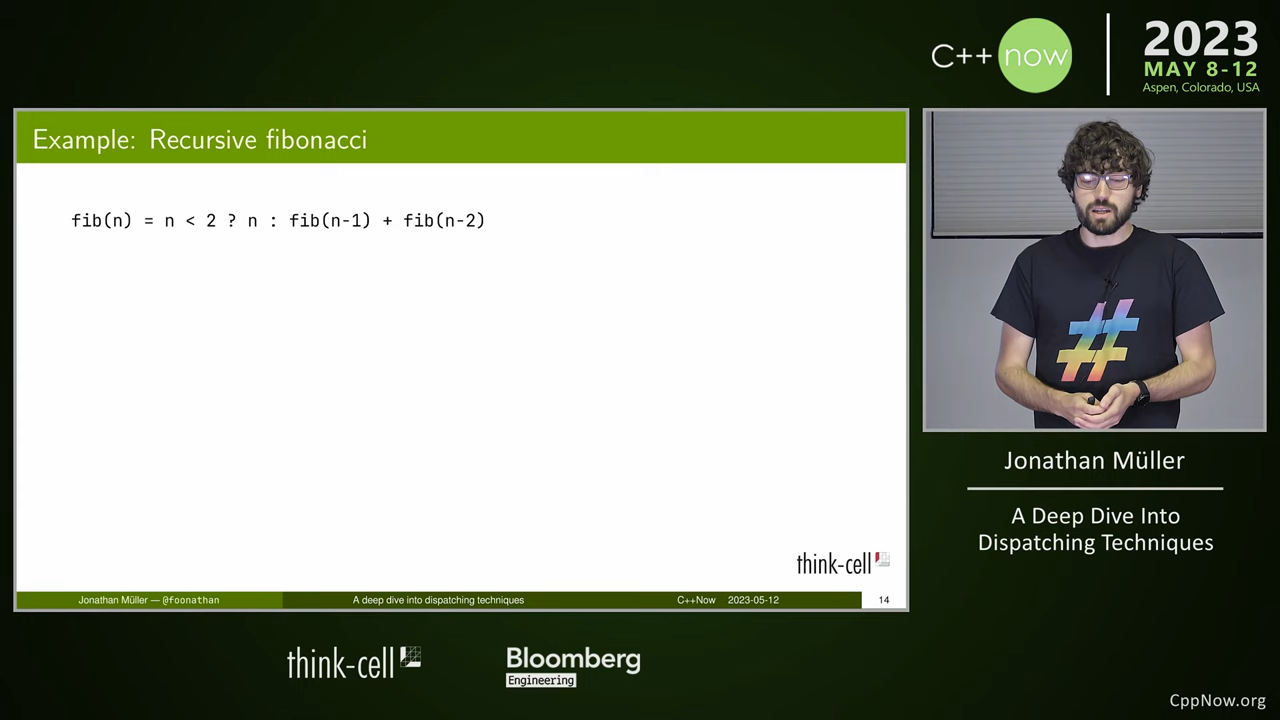 C++ now
2023
MAY 8-12
Aspen, Colorado, USA
Example: Recursive fibonacci
fib(n) = n < 2 ? n : fib(n-1) + fib(n-2)
think-cell
Jonathan Müller — @foonathan A deep dive into dispatching techniques C++Now 2023-05-12 14
#
Jonathan Müller
A Deep Dive Into
Dispatching Techniques
think-cell
Bloomberg
Engineering
CppNow.org